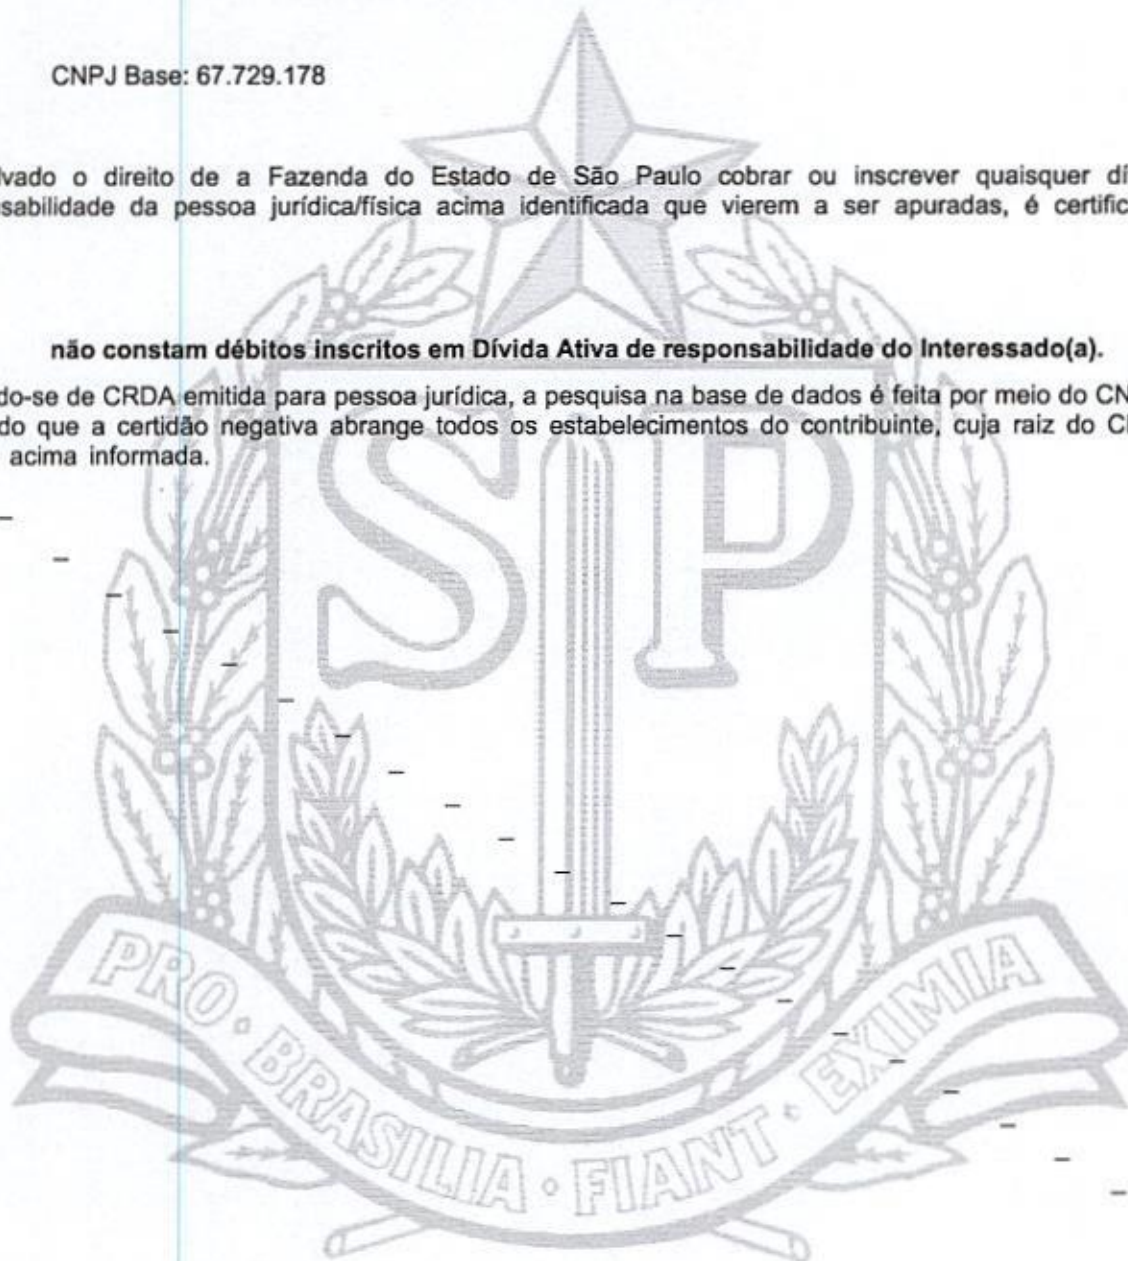 CNPJ Base: 67.729.178
lvado o direito de a Fazenda do Estado de São Paulo cobrar ou inscrever quaisquer dí
sabilidade da pessoa jurídica/física acima identificada que vierem a ser apuradas, é certific
não constam débitos inscritos em Dívida Ativa de responsabilidade do Interessado(a).
do-se de CRDA emitida para pessoa jurídica, a pesquisa na base de dados é feita por meio do CN
do que a certidão negativa abrange todos os estabelecimentos do contribuinte, cuja raiz do C
acima informada.
SP
PRO • BRASILIA • FIANT • EXIMIA